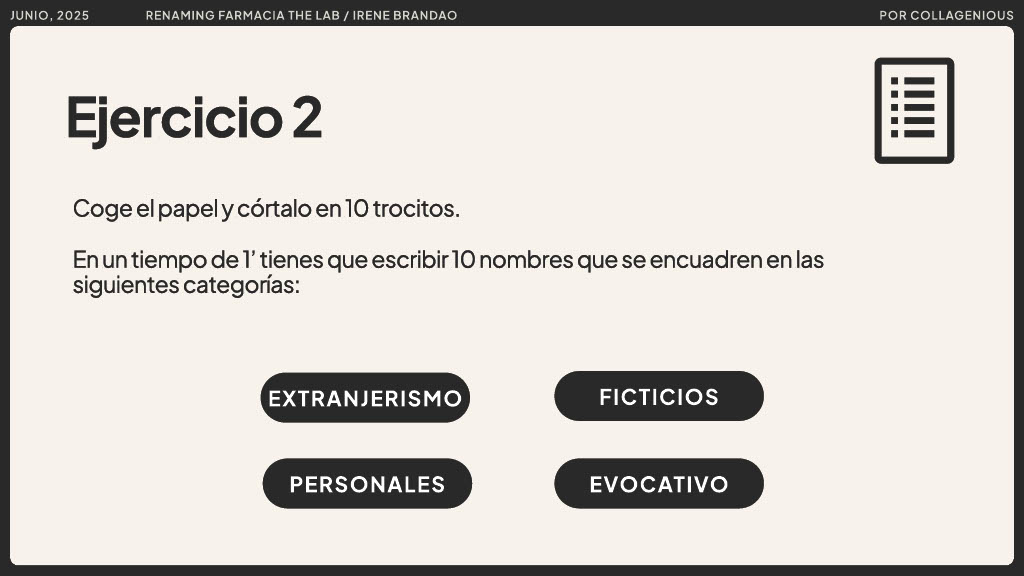 JUNIO, 2025
RENAMING FARMACIA THE LAB / IRENE BRANDAO
POR COLLAGENIOUS
Ejercicio 2
Coge el papel y córtalo en 10 trocitos.
En un tiempo de 1’ tienes que escribir 10 nombres que se encuadren en las
siguientes categorías:
EXTRANJERISMO
FICTICIOS
PERSONALES
EVOCATIVO